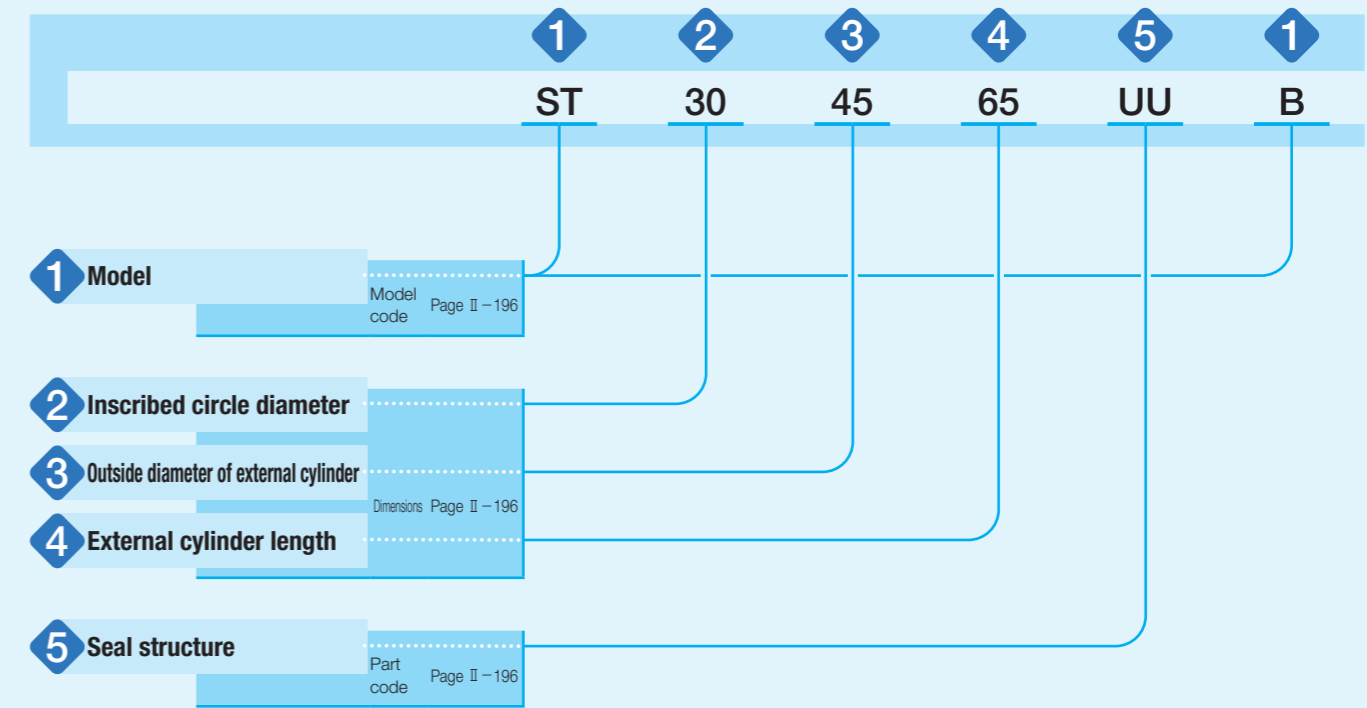 1 2 3 4 5 1
ST 30 45 65 UU B
1 Model
Model
code
Page Ⅱ-196
2 Inscribed circle diameter
3 Outside diameter of external cylinder
Dimensions Page Ⅱ-196
4 External cylinder length
5 Seal structure
Part
code
Page Ⅱ-196